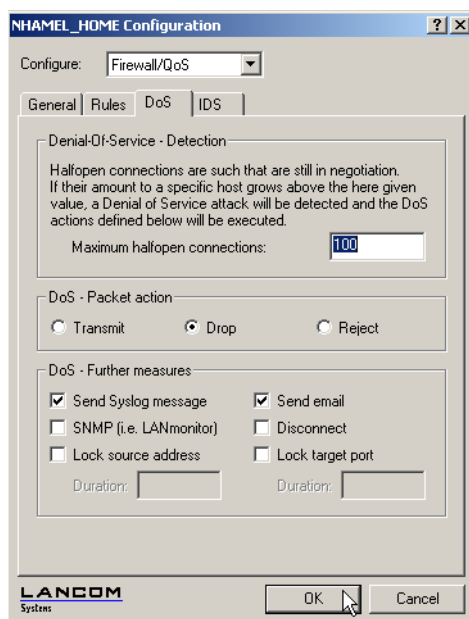 NHAMEL_HOME Configuration
Configure: Firewall/QoS
General Rules DoS IDS
Denial-Of-Service - Detection
Halfopen connections are such that are still in negotiation.
If their amount to a specific host grows above the here given
value, a Denial of Service attack will be detected and the DoS
actions defined below will be executed.
Maximum halfopen connections: 100
DoS - Packet action
Transmit Drop Reject
DoS - Further measures
Send Syslog message Send email
SNMP (i.e. LANmonitor) Disconnect
Lock source address Lock target port
Duration: Duration:
LANCOM
Systems
OK Cancel